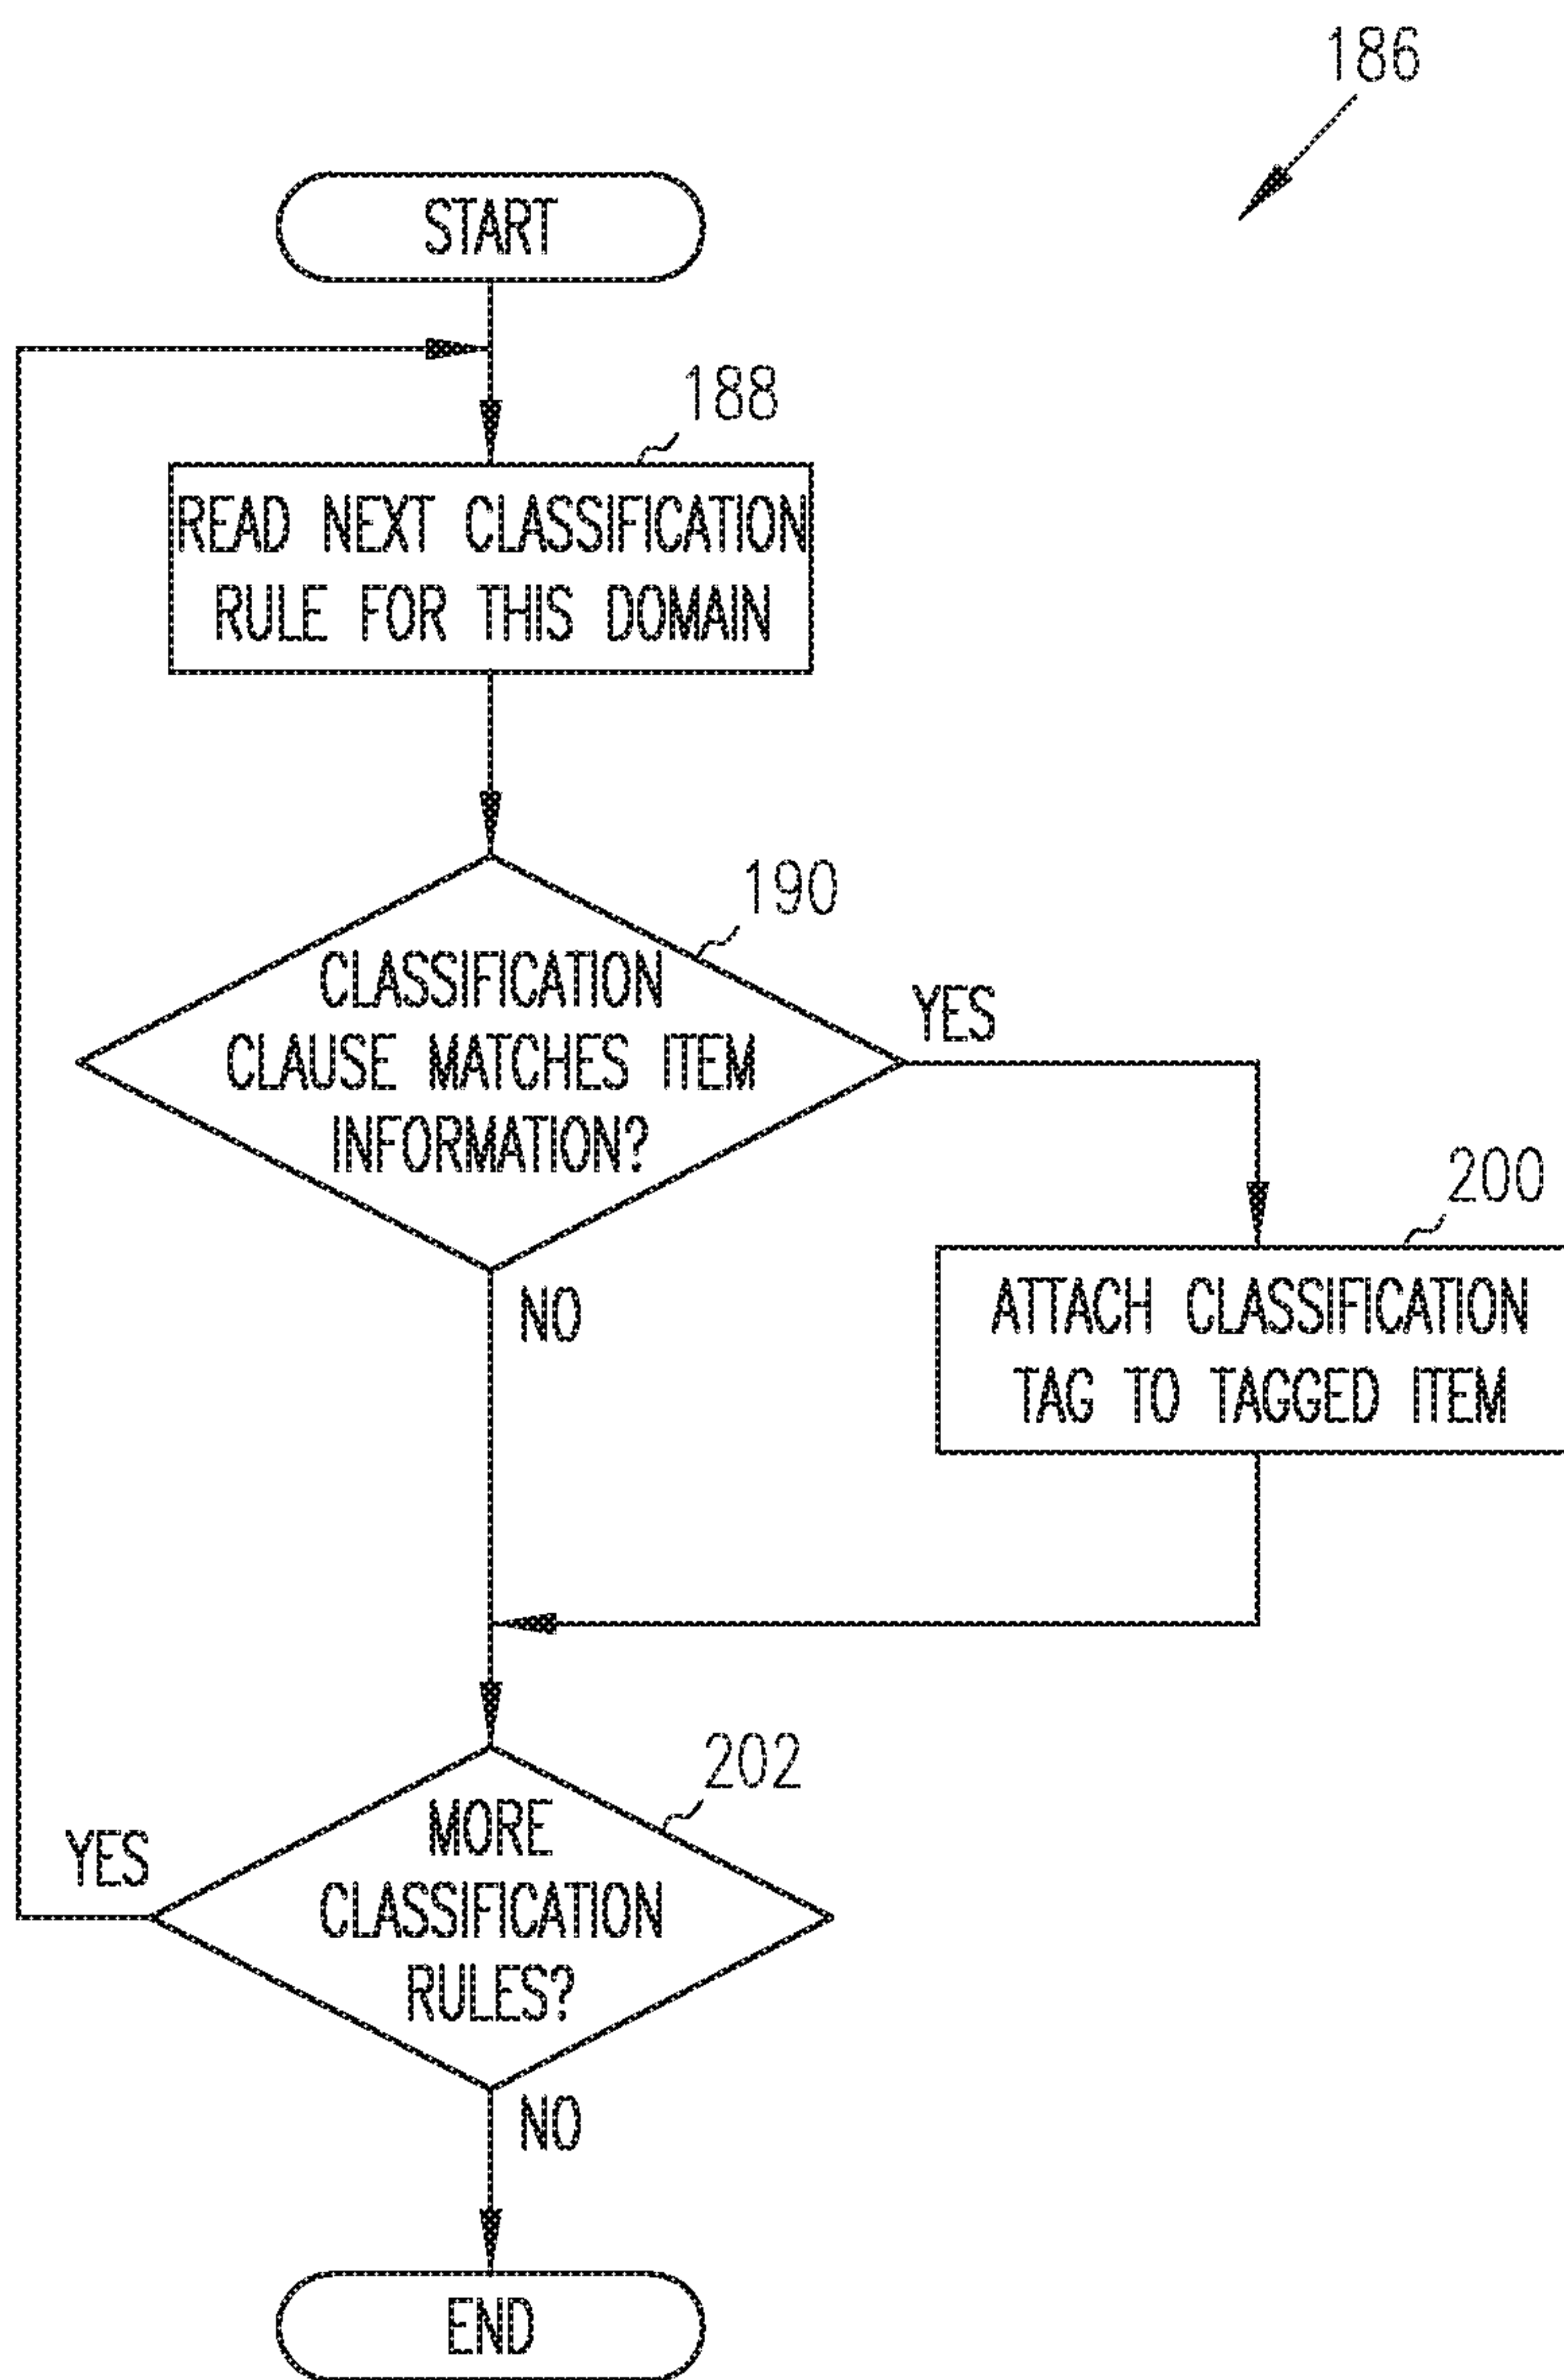 186
START
188
READ NEXT CLASSIFICATION
RULE FOR THIS DOMAIN
190
CLASSIFICATION
CLAUSE MATCHES ITEM
INFORMATION?
YES
NO
200
ATTACH CLASSIFICATION
TAG TO TAGGED ITEM
202
MORE
CLASSIFICATION
RULES?
YES
NO
END